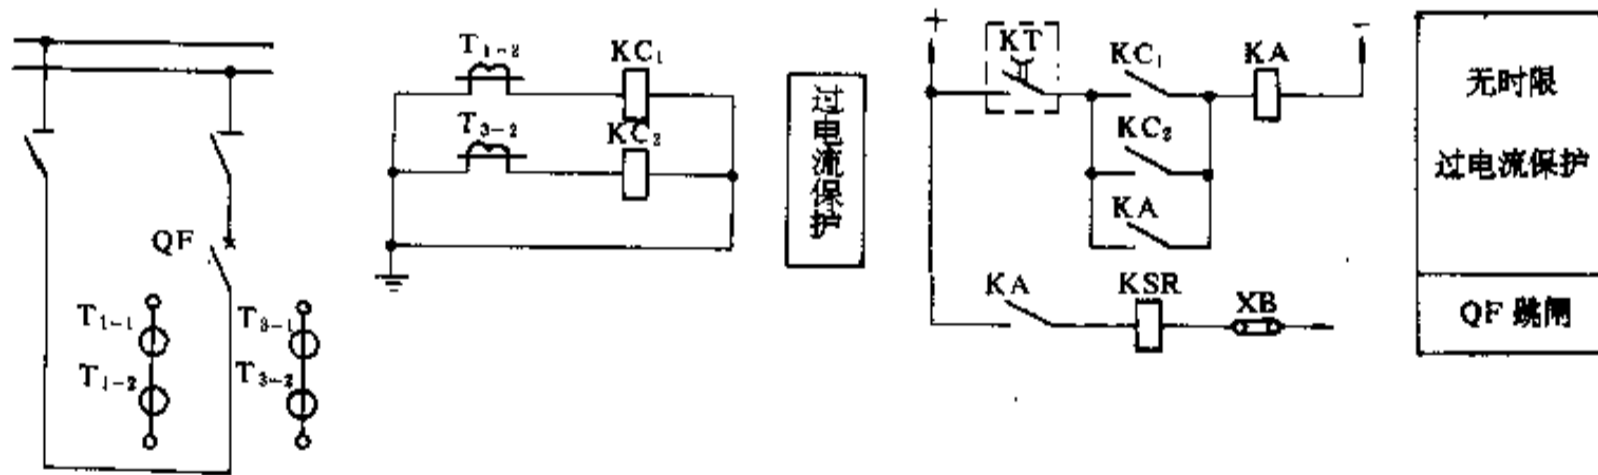 QF
T₁₋₁
T₁₋₂
T₃₋₁
T₃₋₂
T₁₋₂
KC₁
T₃₋₂
KC₂
过电流保护
+
KT
KC₁
KA
-
KC₂
KA
KA
KSR
XB
无时限
过电流保护
QF 跳闸